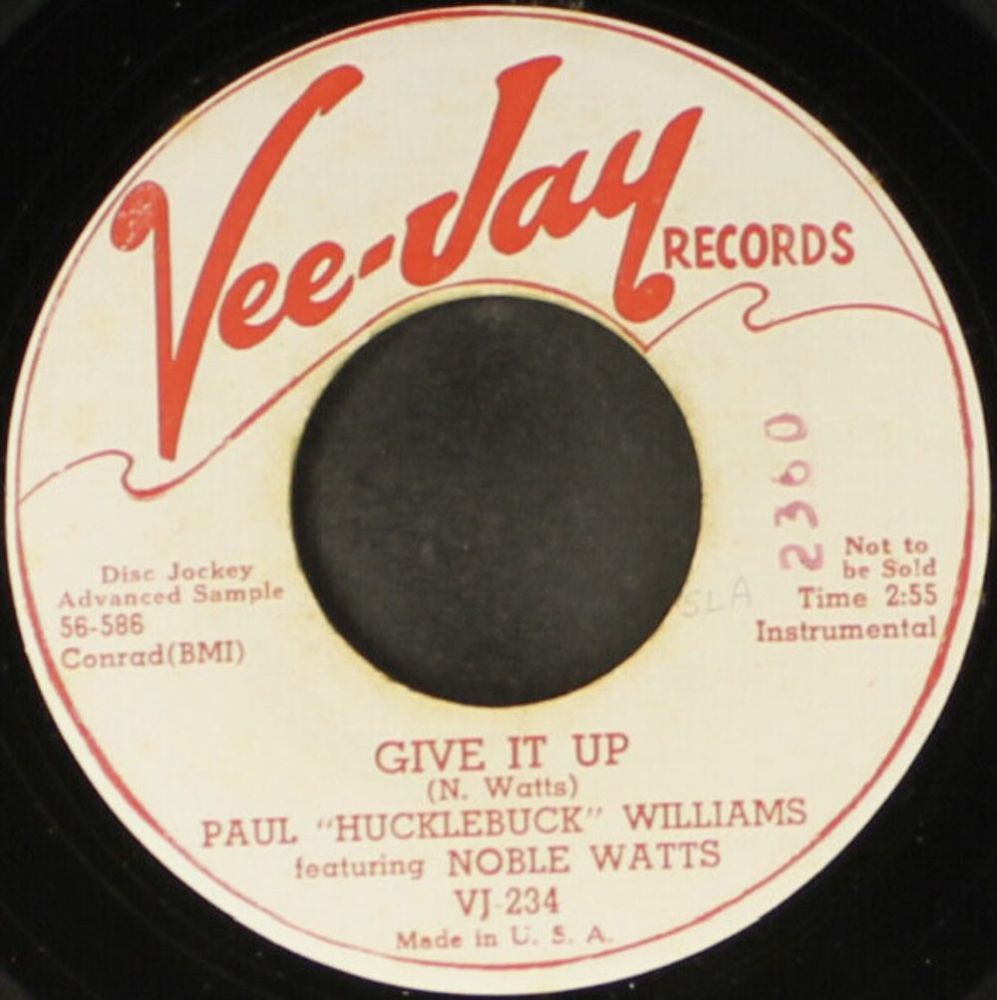 Vee-Jay
RECORDS
2360
Disc Jockey
Advanced Sample
56-586
Conrad(BMI)
Not to
be Sold
Time 2:55
Instrumental
SLA
GIVE IT UP
(N. Watts)
PAUL "HUCKLEBUCK" WILLIAMS
featuring NOBLE WATTS
VJ-234
Made in U. S. A.